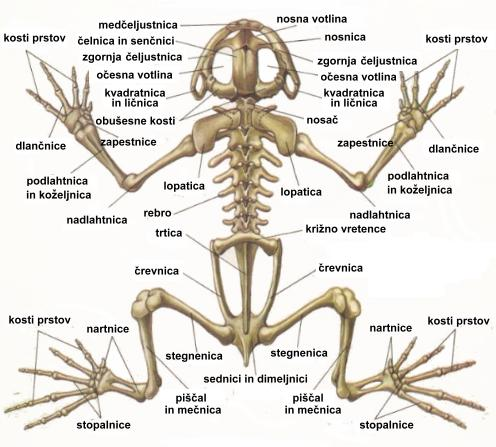 medčeljustnica
nosna votlina
kosti prstov
čelnica in senčnici
nosnica
kosti prstov
zgornja čeljustnica
zgornja čeljustnica
očesna votlina
očesna votlina
kvadratnica
in ličnica
kvadratnica
in ličnica
obušesne kosti
nosač
dlančnice
zapestnice
zapestnice
dlančnice
podlahtnica
in koželjnica
lopatica
lopatica
podlahtnica
in koželjnica
nadlahtnica
rebro
nadlahtnica
trtica
križno vretence
črevnica
črevnica
kosti prstov
nartnice
nartnice
kosti prstov
stegnenica
stegnenica
sednici in dimeljnici
piščal
in mečnica
piščal
in mečnica
stopalnice
stopalnice